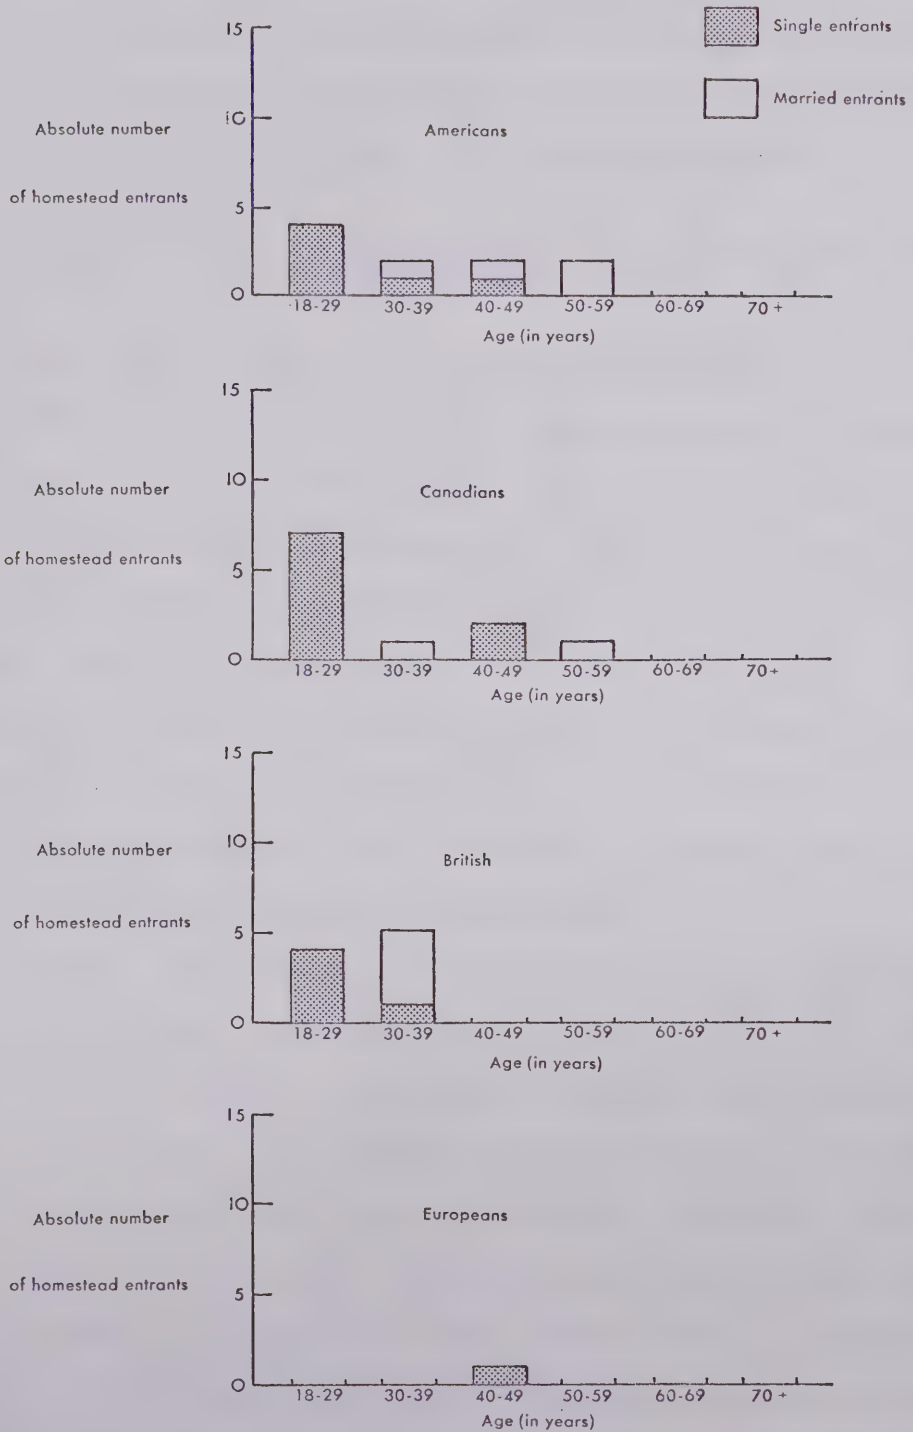 Single entrants
Married entrants
15
10
5
0
Absolute number
of homestead entrants
Americans
18-29 30-39 40-49 50-59 60-69 70+
Age (in years)
15
10
5
0
Absolute number
of homestead entrants
Canadians
18-29 30-39 40-49 50-59 60-69 70+
Age (in years)
15
10
5
0
Absolute number
of homestead entrants
British
18-29 30-39 40-49 50-59 60-69 70+
Age (in years)
15
10
5
0
Absolute number
of homestead entrants
Europeans
18-29 30-39 40-49 50-59 60-69 70+
Age (in years)